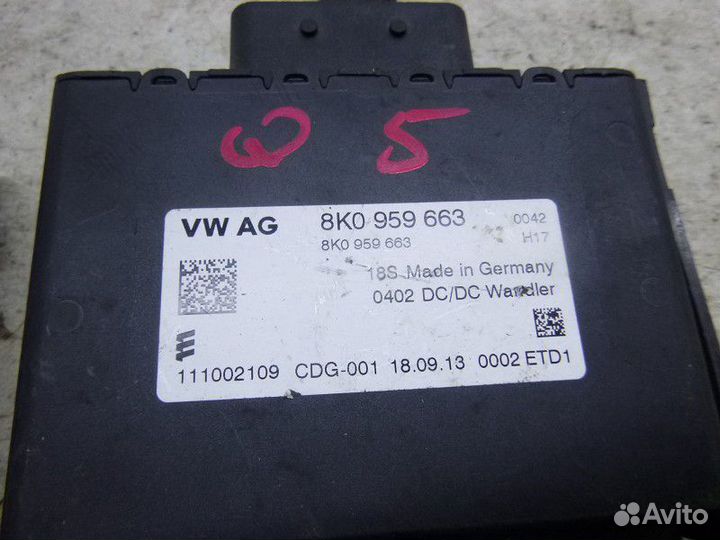 Q 5
VW AG 8K0 959 663 0042
8K0 959 663 H17
18S Made in Germany
0402 DC/DC Wandler
111002109 CDG-001 18.09.13 0002 ETD1
Avito